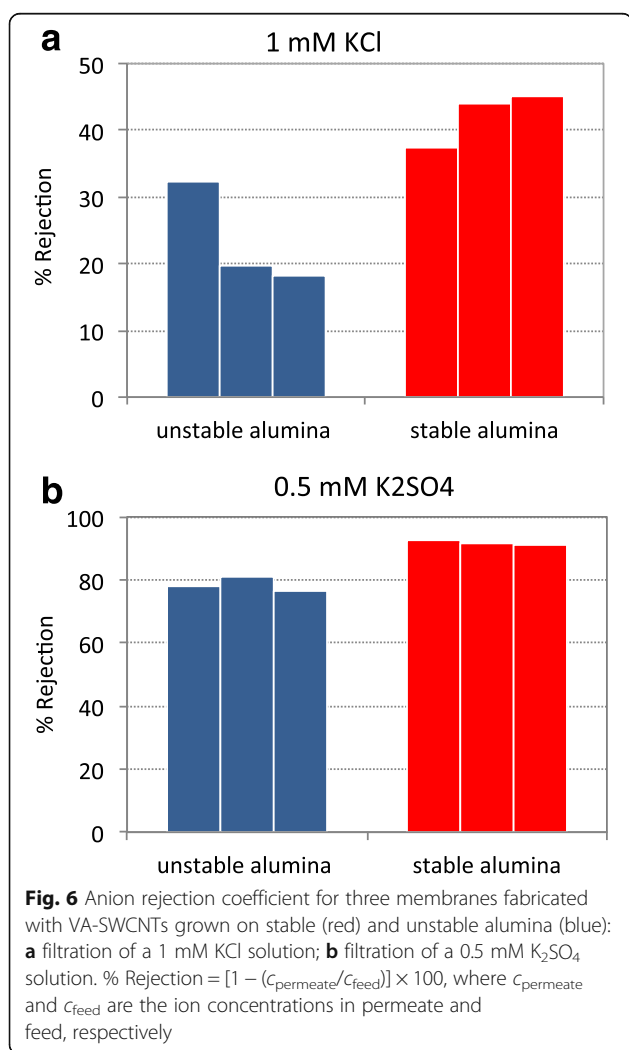 a
1 mM KCl
50
40
30
20
10
0
% Rejection
unstable alumina stable alumina
b
0.5 mM K2SO4
100
80
60
40
20
0
% Rejection
unstable alumina stable alumina
Fig. 6 Anion rejection coefficient for three membranes fabricated
with VA-SWCNTs grown on stable (red) and unstable alumina (blue):
a filtration of a 1 mM KCl solution; b filtration of a 0.5 mM K₂SO₄
solution. % Rejection = [1 − (cpermeate/cfeed)] × 100, where cpermeate
and cfeed are the ion concentrations in permeate and
feed, respectively